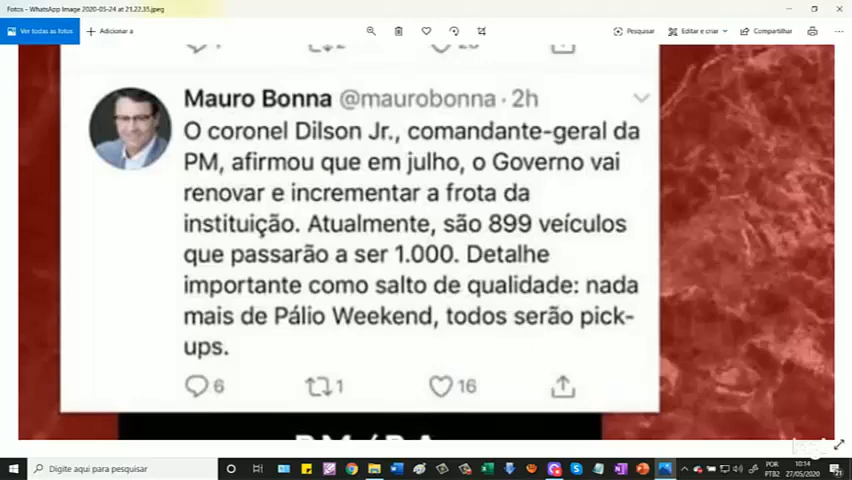 Fotos - WhatsApp Image 2020-05-24 at 21.22.35.jpeg
Ver todas as fotos
Adicionar a
Pesquisar
Editar e criar
Compartilhar
Mauro Bonna @maurobonna · 2h
O coronel Dilson Jr., comandante-geral da
PM, afirmou que em julho, o Governo vai
renovar e incrementar a frota da
instituição. Atualmente, são 899 veículos
que passarão a ser 1.000. Detalhe
importante como salto de qualidade: nada
mais de Pálio Weekend, todos serão pick-
ups.
6 1 16
Digite aqui para pesquisar
POR
PTB2
10:14
27/05/2020
21